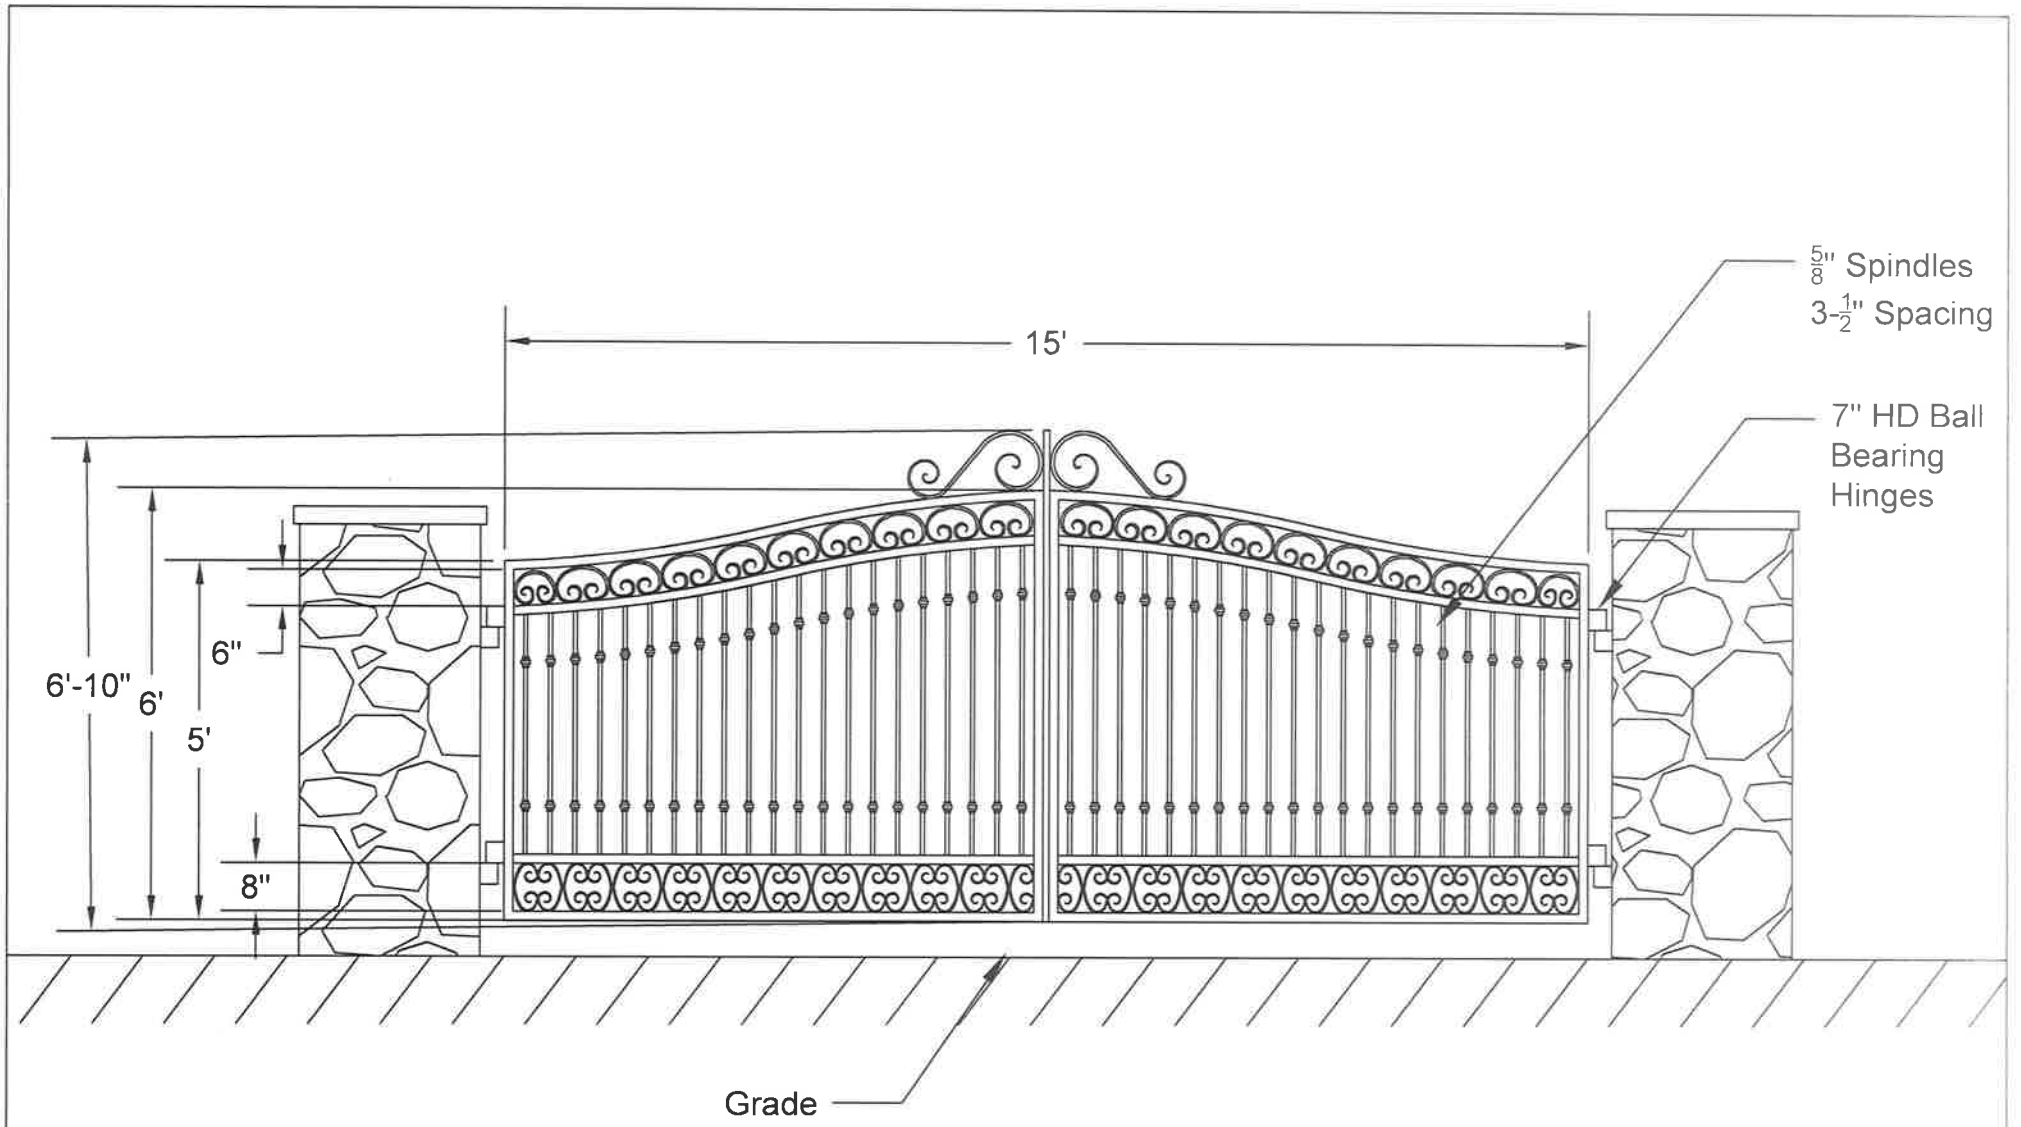 5/8" Spindles
3-1/2" Spacing
15'
7" HD Ball
Bearing
Hinges
6"
6'-10"
6'
5'
8"
Grade